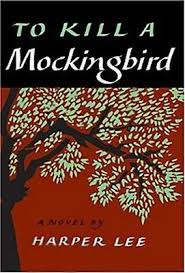 TO KILL A
Mockingbird
A NOVEL BY
HARPER LEE